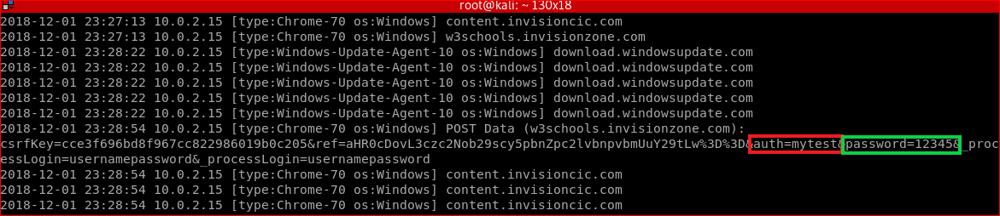 root@kali: ~ 130x18
2018-12-01 23:27:13 10.0.2.15 [type:Chrome-70 os:Windows] content.invisioncic.com
2018-12-01 23:27:13 10.0.2.15 [type:Chrome-70 os:Windows] w3schools.invisionzone.com
2018-12-01 23:28:22 10.0.2.15 [type:Windows-Update-Agent-10 os:Windows] download.windowsupdate.com
2018-12-01 23:28:22 10.0.2.15 [type:Windows-Update-Agent-10 os:Windows] download.windowsupdate.com
2018-12-01 23:28:22 10.0.2.15 [type:Windows-Update-Agent-10 os:Windows] download.windowsupdate.com
2018-12-01 23:28:22 10.0.2.15 [type:Windows-Update-Agent-10 os:Windows] download.windowsupdate.com
2018-12-01 23:28:22 10.0.2.15 [type:Windows-Update-Agent-10 os:Windows] download.windowsupdate.com
2018-12-01 23:28:54 10.0.2.15 [type:Chrome-70 os:Windows] POST Data (w3schools.invisionzone.com):
csrfKey=cce3f696bd8f967cc822986019b0c205&ref=aHR0cDovL3czc2Nob29scy5pbnZpc2lvbnpvbmUuY29tLw%3D%3D&auth=mytest&password=12345&_proc
essLogin=usernamepassword&_processLogin=usernamepassword
2018-12-01 23:28:54 10.0.2.15 [type:Chrome-70 os:Windows] content.invisioncic.com
2018-12-01 23:28:54 10.0.2.15 [type:Chrome-70 os:Windows] content.invisioncic.com
2018-12-01 23:28:54 10.0.2.15 [type:Chrome-70 os:Windows] content.invisioncic.com